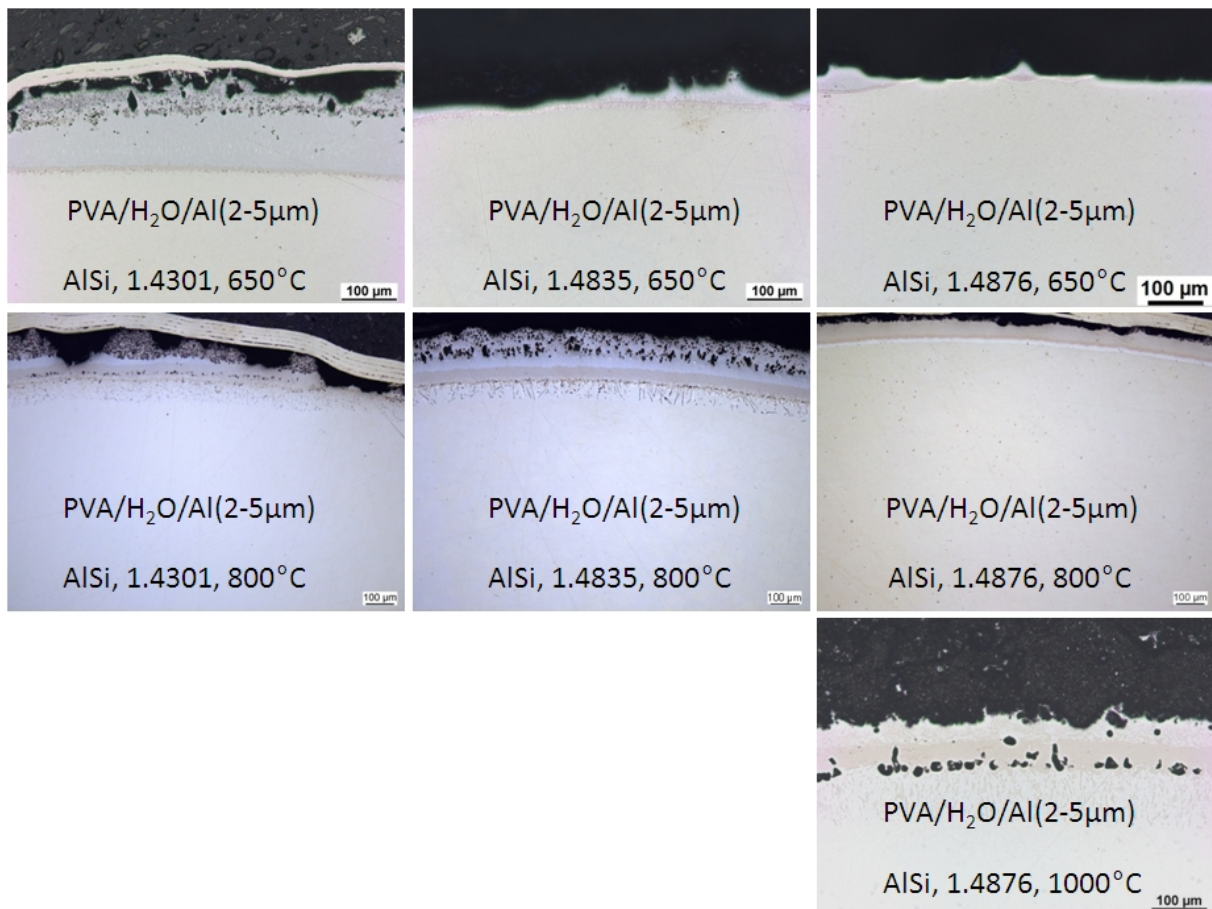 PVA/H₂O/Al(2-5µm)
AlSi, 1.4301, 650°C
100 µm
PVA/H₂O/Al(2-5µm)
AlSi, 1.4835, 650°C
100 µm
PVA/H₂O/Al(2-5µm)
AlSi, 1.4876, 650°C
100 µm
PVA/H₂O/Al(2-5µm)
AlSi, 1.4301, 800°C
100 µm
PVA/H₂O/Al(2-5µm)
AlSi, 1.4835, 800°C
100 µm
PVA/H₂O/Al(2-5µm)
AlSi, 1.4876, 800°C
100 µm
PVA/H₂O/Al(2-5µm)
AlSi, 1.4876, 1000°C
100 µm